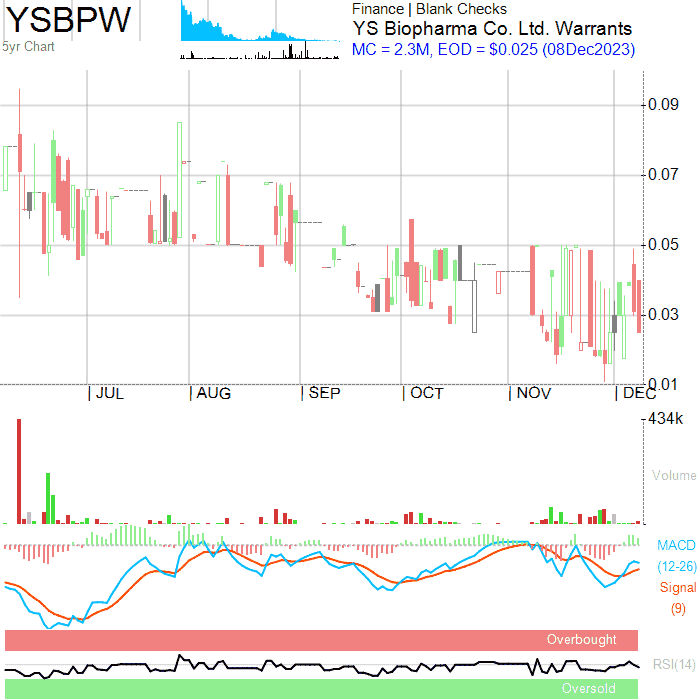 YSBPW
5yr Chart
Finance | Blank Checks
YS Biopharma Co. Ltd. Warrants
MC = 2.3M, EOD = $0.025 (08Dec2023)
0.09
0.07
0.05
0.03
0.01
| JUL | AUG | SEP | OCT | NOV | DEC
434k
Volume
MACD
(12-26)
Signal
(9)
Overbought
RSI(14)
Oversold